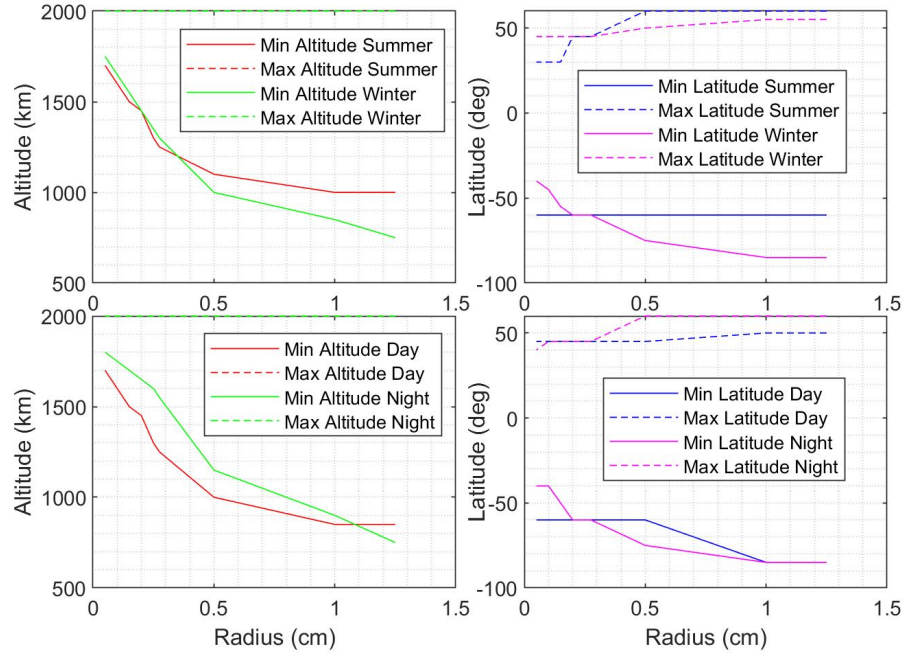 2000
1500
1000
500
Altitude (km)
Min Altitude Summer
Max Altitude Summer
Min Altitude Winter
Max Altitude Winter
0
0.5
1
1.5
50
0
-50
-100
Latitude (deg)
Min Latitude Summer
Max Latitude Summer
Min Latitude Winter
Max Latitude Winter
0
0.5
1
1.5
2000
1500
1000
500
Altitude (km)
Min Altitude Day
Max Altitude Day
Min Altitude Night
Max Altitude Night
0
0.5
1
1.5
Radius (cm)
50
0
-50
-100
Latitude (deg)
Min Latitude Day
Max Latitude Day
Min Latitude Night
Max Latitude Night
0
0.5
1
1.5
Radius (cm)